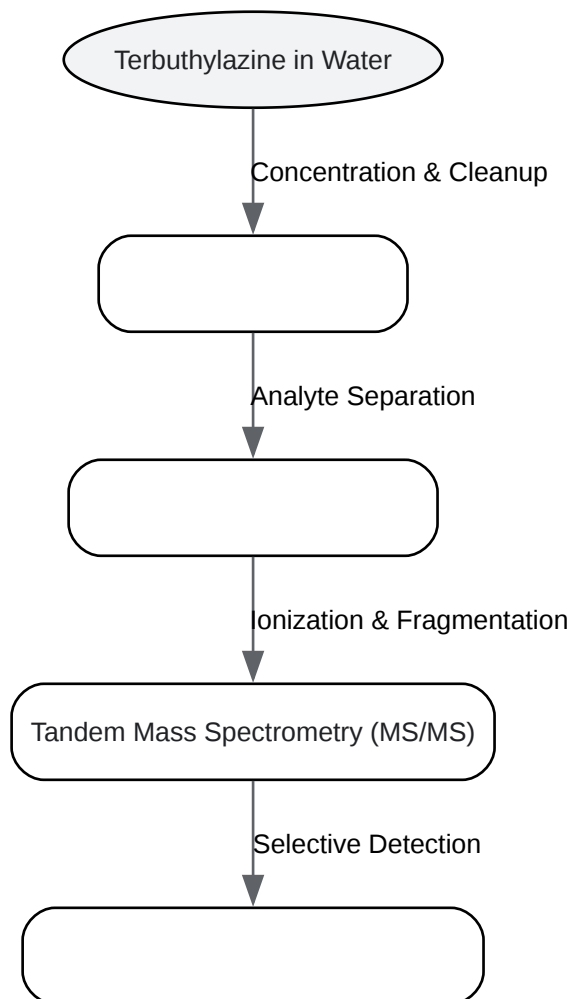 Terbuthylazine in Water
Concentration & Cleanup
Analyte Separation
Ionization & Fragmentation
Tandem Mass Spectrometry (MS/MS)
Selective Detection